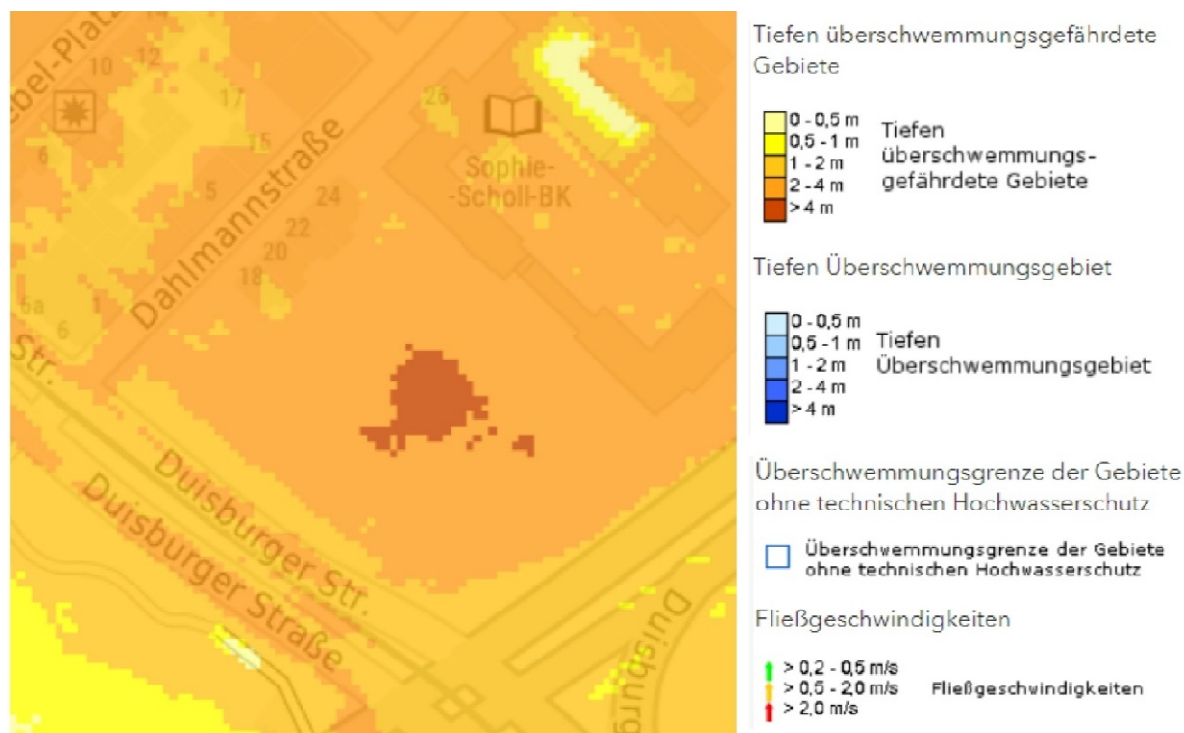 ebel-Platz
14
12
10
17
15
26
6
5
24
22
20
18
6a
1
6
Sophie-
-Scholl-BK
Dahlmannstraße
Str.
Duisburger Str.
Duisburger Straße
Duisburg
Tiefen überschwemmungsgefährdete
Gebiete
0 - 0,5 m
0,5 - 1 m
1 - 2 m
2 - 4 m
> 4 m
Tiefen
überschwemmungs-
gefährdete Gebiete
Tiefen Überschwemmungsgebiet
0 - 0,5 m
0,5 - 1 m
1 - 2 m
2 - 4 m
> 4 m
Tiefen
Überschwemmungsgebiet
Überschwemmungsgrenze der Gebiete
ohne technischen Hochwasserschutz
Überschwemmungsgrenze der Gebiete
ohne technischen Hochwasserschutz
Fließgeschwindigkeiten
> 0,2 - 0,5 m/s
> 0,5 - 2,0 m/s
> 2,0 m/s
Fließgeschwindigkeiten